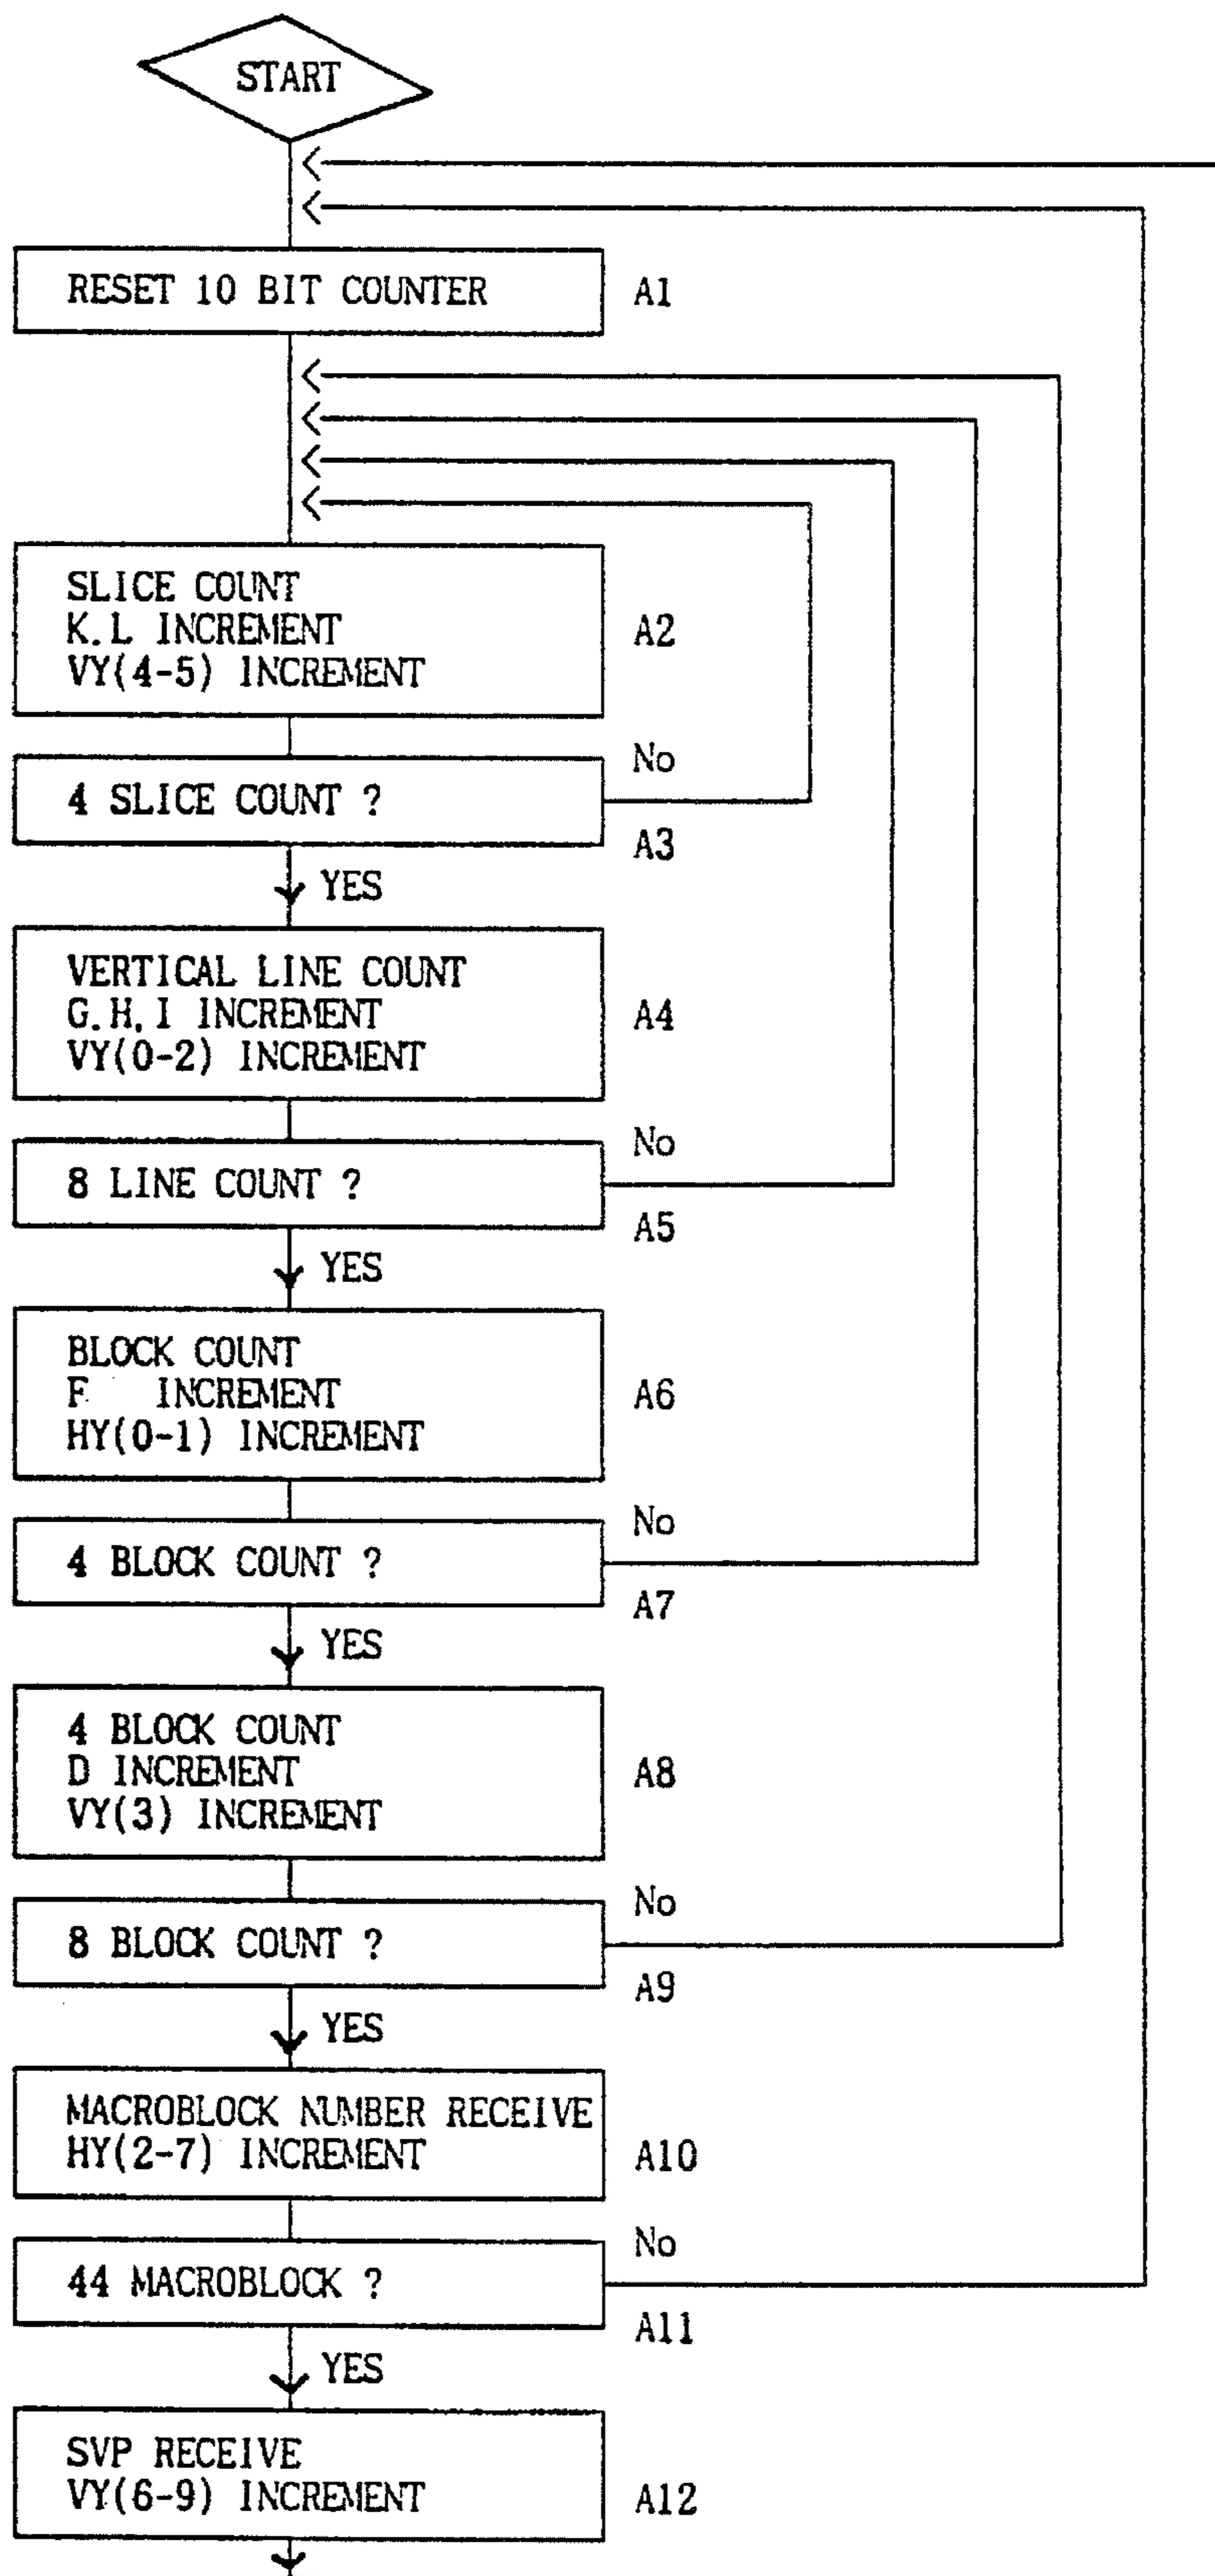 START
RESET 10 BIT COUNTER
A1
SLICE COUNT
K.L INCREMENT
VY(4-5) INCREMENT
A2
4 SLICE COUNT ?
No
A3
YES
VERTICAL LINE COUNT
G.H.I INCREMENT
VY(0-2) INCREMENT
A4
8 LINE COUNT ?
No
A5
YES
BLOCK COUNT
F INCREMENT
HY(0-1) INCREMENT
A6
4 BLOCK COUNT ?
No
A7
YES
4 BLOCK COUNT
D INCREMENT
VY(3) INCREMENT
A8
8 BLOCK COUNT ?
No
A9
YES
MACROBLOCK NUMBER RECEIVE
HY(2-7) INCREMENT
A10
44 MACROBLOCK ?
No
A11
YES
SVP RECEIVE
VY(6-9) INCREMENT
A12